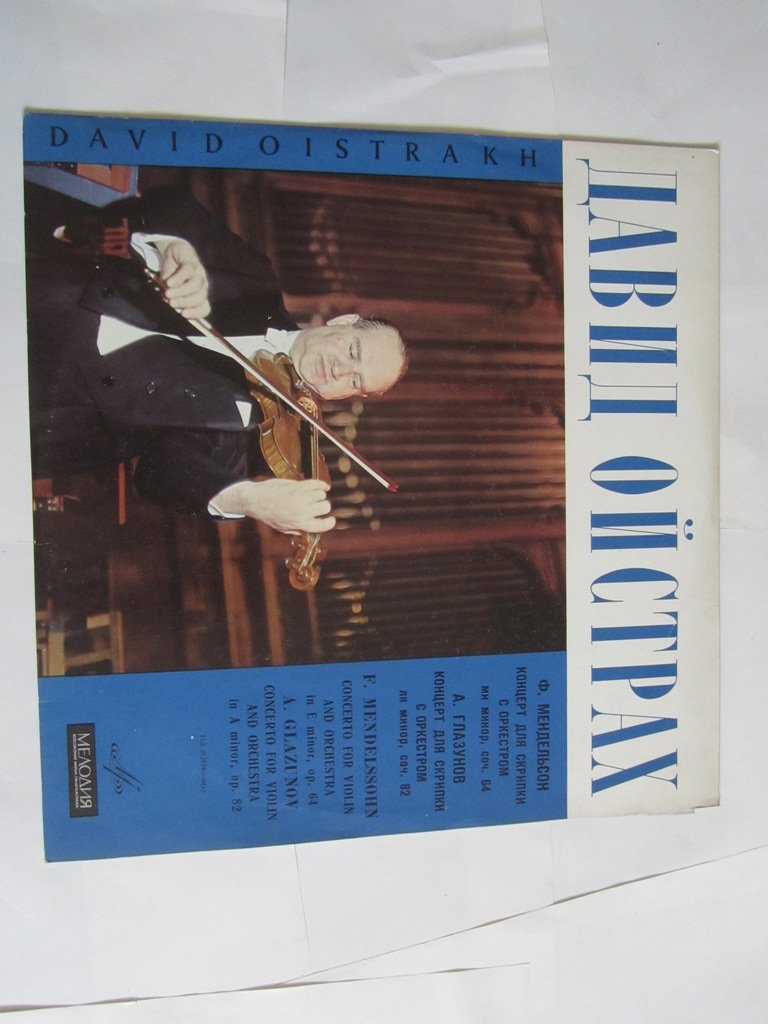 ДАВИД ОЙСТРАХ
Ф. МЕНДЕЛЬСОН
КОНЦЕРТ ДЛЯ СКРИПКИ
С ОРКЕСТРОМ
ми минор, соч. 64
А. ГЛАЗУНОВ
КОНЦЕРТ ДЛЯ СКРИПКИ
С ОРКЕСТРОМ
ля минор, соч. 82
F. MENDELSSOHN
CONCERTO FOR VIOLIN
AND ORCHESTRA
in E minor, op. 64
A. GLAZUNOV
CONCERTO FOR VIOLIN
AND ORCHESTRA
in A minor, op. 82
МЕЛОДИЯ
DAVID OISTRAKH